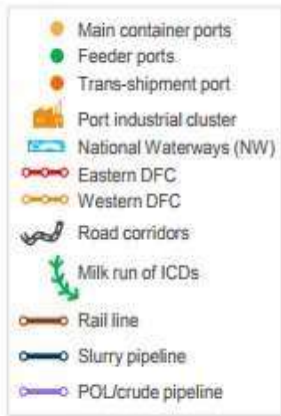 Main container ports
Feeder ports
Trans-shipment port
Port industrial cluster
National Waterways (NW)
Eastern DFC
Western DFC
Road corridors
Milk run of ICDs
Rail line
Slurry pipeline
POL/crude pipeline